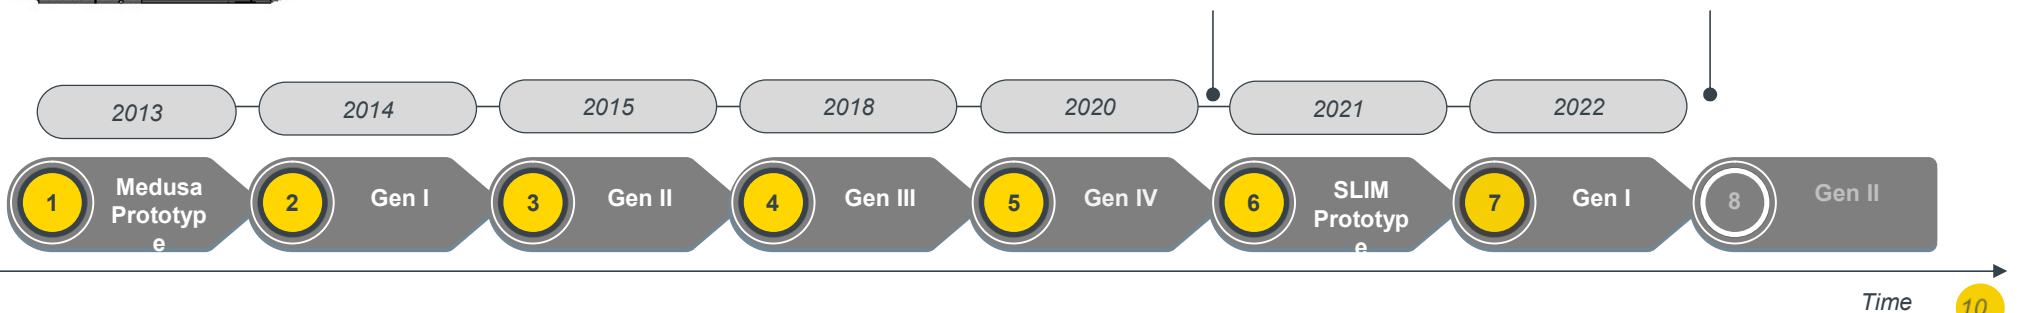 2013
2014
2015
2018
2020
2021
2022
1
Medusa
Prototyp
e
2
Gen I
3
Gen II
4
Gen III
5
Gen IV
6
SLIM
Prototyp
e
7
Gen I
8
Gen II
Time
10